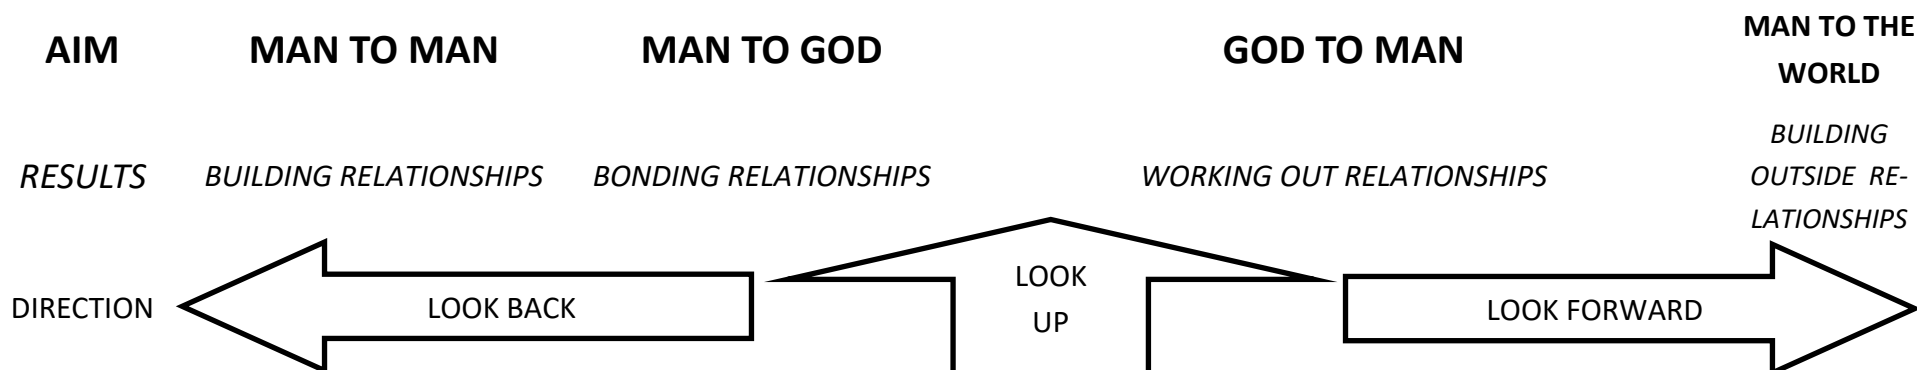 AIM MAN TO MAN MAN TO GOD GOD TO MAN MAN TO THE
WORLD
RESULTS BUILDING RELATIONSHIPS BONDING RELATIONSHIPS WORKING OUT RELATIONSHIPS BUILDING
OUTSIDE RE-
LATIONSHIPS
DIRECTION LOOK BACK LOOK
UP
LOOK FORWARD